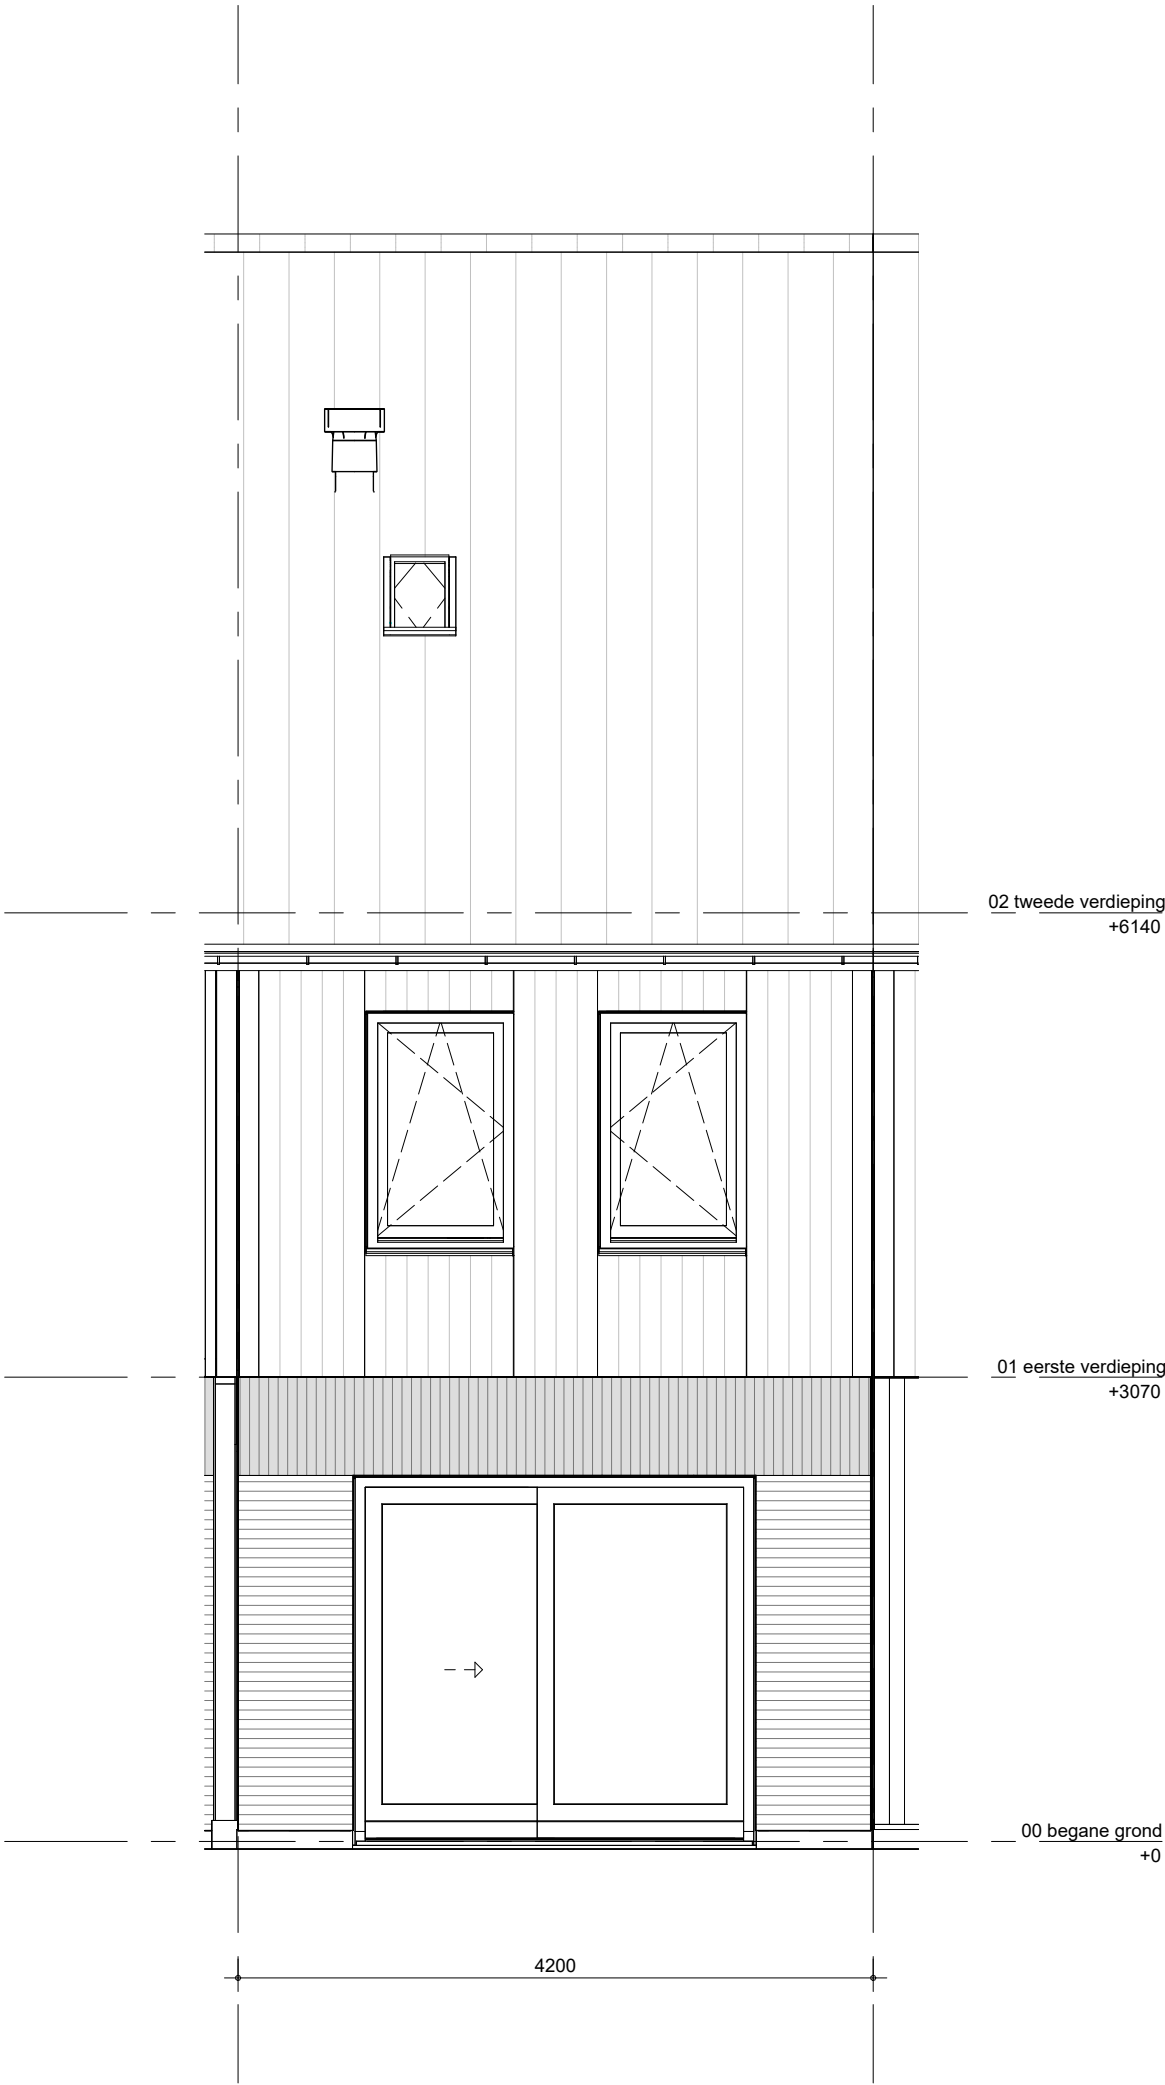 02 tweede verdieping
+6140
01 eerste verdieping
+3070
00 begane grond
+0
4200